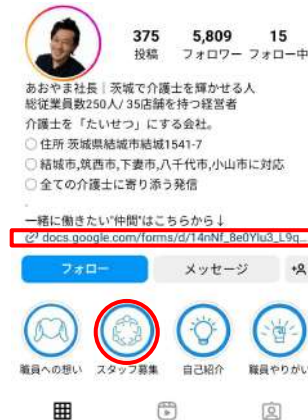 375 5,809 15
投稿 フォロワー フォロー中
あおやま社長｜茨城で介護士を輝かせる人
総従業員数250人/ 35店舗を持つ経営者
介護士を「たいせつ」にする会社。
○ 住所 茨城県結城市結城1541-7
○ 結城市,筑西市,下妻市,八千代市,小山市に対応
○ 全ての介護士に寄り添う発信
.
一緒に働きたい"仲間"はこちらから↓
docs.google.com/forms/d/14nNf_8e0Ylu3_L9q...
フォロー メッセージ
職員への想い スタッフ募集 自己紹介 職員やりがい